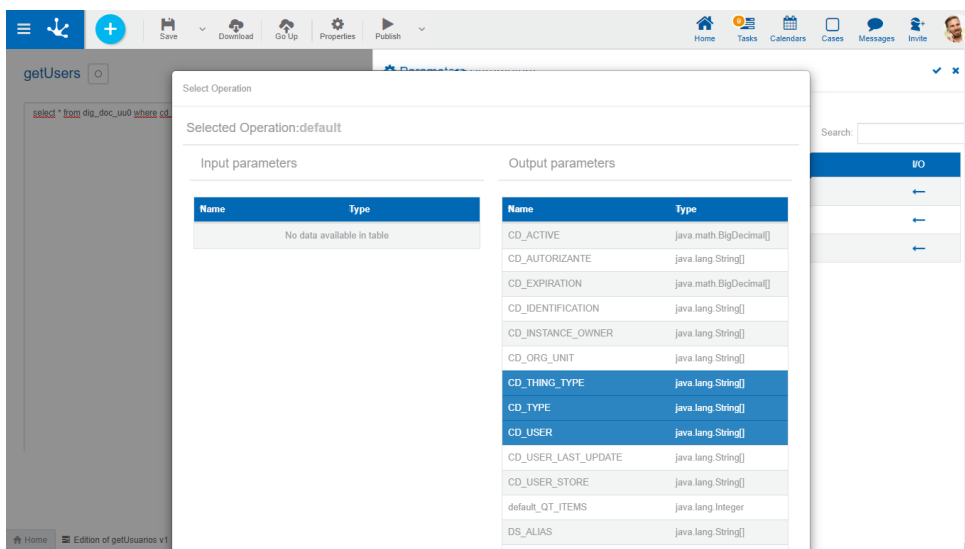 Save
Download
Go Up
Properties
Publish
Home
Tasks
Calendars
Cases
Messages
Invite
getUsers
select * from dig_doc_uu0 where cd_
Search:
I/O
Select Operation
Selected Operation:default
Input parameters
Name Type
No data available in table
Output parameters
Name Type
CD_ACTIVE java.math.BigDecimal[]
CD_AUTORIZANTE java.lang.String[]
CD_EXPIRATION java.math.BigDecimal[]
CD_IDENTIFICATION java.lang.String[]
CD_INSTANCE_OWNER java.lang.String[]
CD_ORG_UNIT java.lang.String[]
CD_THING_TYPE java.lang.String[]
CD_TYPE java.lang.String[]
CD_USER java.lang.String[]
CD_USER_LAST_UPDATE java.lang.String[]
CD_USER_STORE java.lang.String[]
default_QT_ITEMS java.lang.Integer
DS_ALIAS java.lang.String[]
Home
Edition of getUsuarios v1